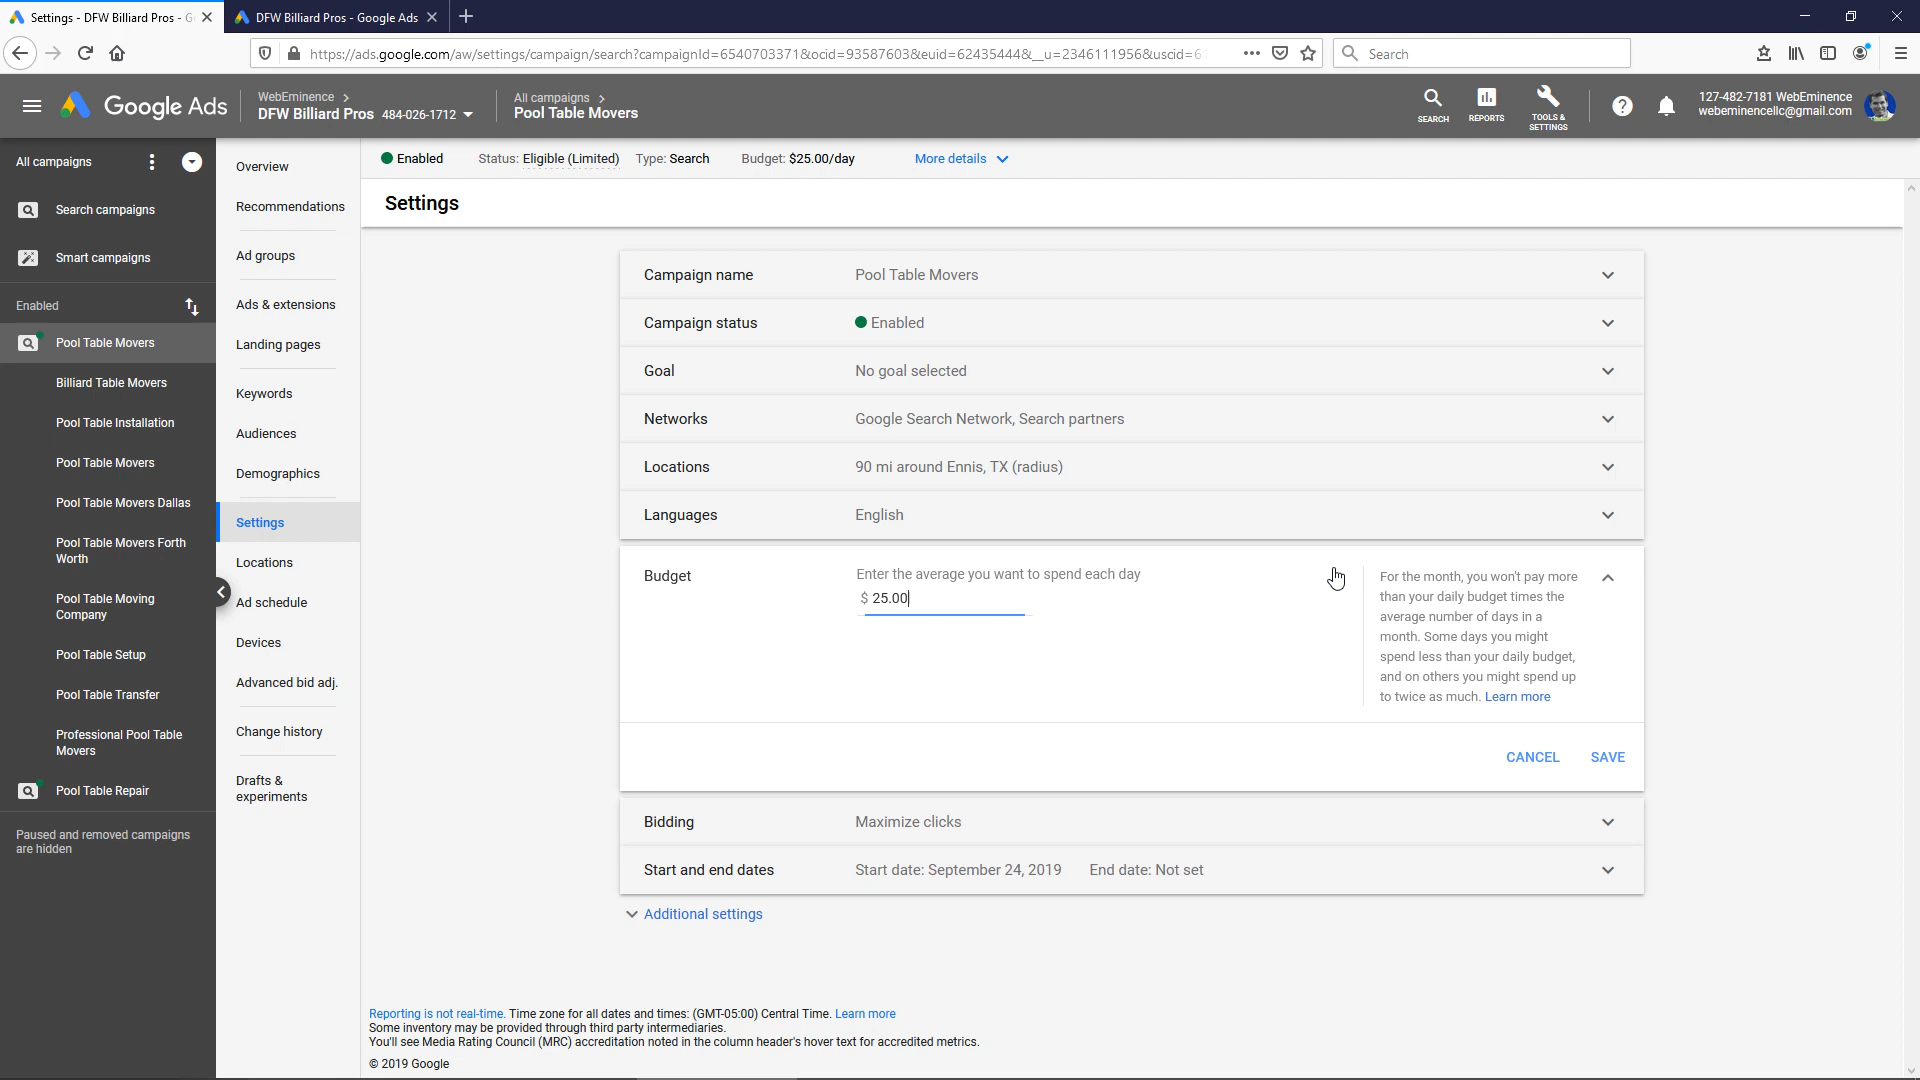 Settings - DFW Billiard Pros - G
DFW Billiard Pros - Google Ads
https://ads.google.com/aw/settings/campaign/search?campaignId=6540703371&ocid=93587603&euid=62435444&__u=2346111956&uscid=6
Search
Google Ads
WebEminence >
DFW Billiard Pros 484-026-1712
All campaigns >
Pool Table Movers
SEARCH
REPORTS
TOOLS &
SETTINGS
127-482-7181 WebEminence
webeminencellc@gmail.com
All campaigns
Search campaigns
Smart campaigns
Enabled
Pool Table Movers
Billiard Table Movers
Pool Table Installation
Pool Table Movers
Pool Table Movers Dallas
Pool Table Movers Forth
Worth
Pool Table Moving
Company
Pool Table Setup
Pool Table Transfer
Professional Pool Table
Movers
Pool Table Repair
Paused and removed campaigns
are hidden
Overview
Recommendations
Ad groups
Ads & extensions
Landing pages
Keywords
Audiences
Demographics
Settings
Locations
Ad schedule
Devices
Advanced bid adj.
Change history
Drafts &
experiments
Enabled Status: Eligible (Limited) Type: Search Budget: $25.00/day More details
Settings
Campaign name Pool Table Movers
Campaign status Enabled
Goal No goal selected
Networks Google Search Network, Search partners
Locations 90 mi around Ennis, TX (radius)
Languages English
Budget
Enter the average you want to spend each day
$ 25.00
For the month, you won't pay more
than your daily budget times the
average number of days in a
month. Some days you might
spend less than your daily budget,
and on others you might spend up
to twice as much. Learn more
CANCEL SAVE
Bidding Maximize clicks
Start and end dates Start date: September 24, 2019 End date: Not set
Additional settings
Reporting is not real-time. Time zone for all dates and times: (GMT-05:00) Central Time. Learn more
Some inventory may be provided through third party intermediaries.
You'll see Media Rating Council (MRC) accreditation noted in the column header's hover text for accredited metrics.
© 2019 Google